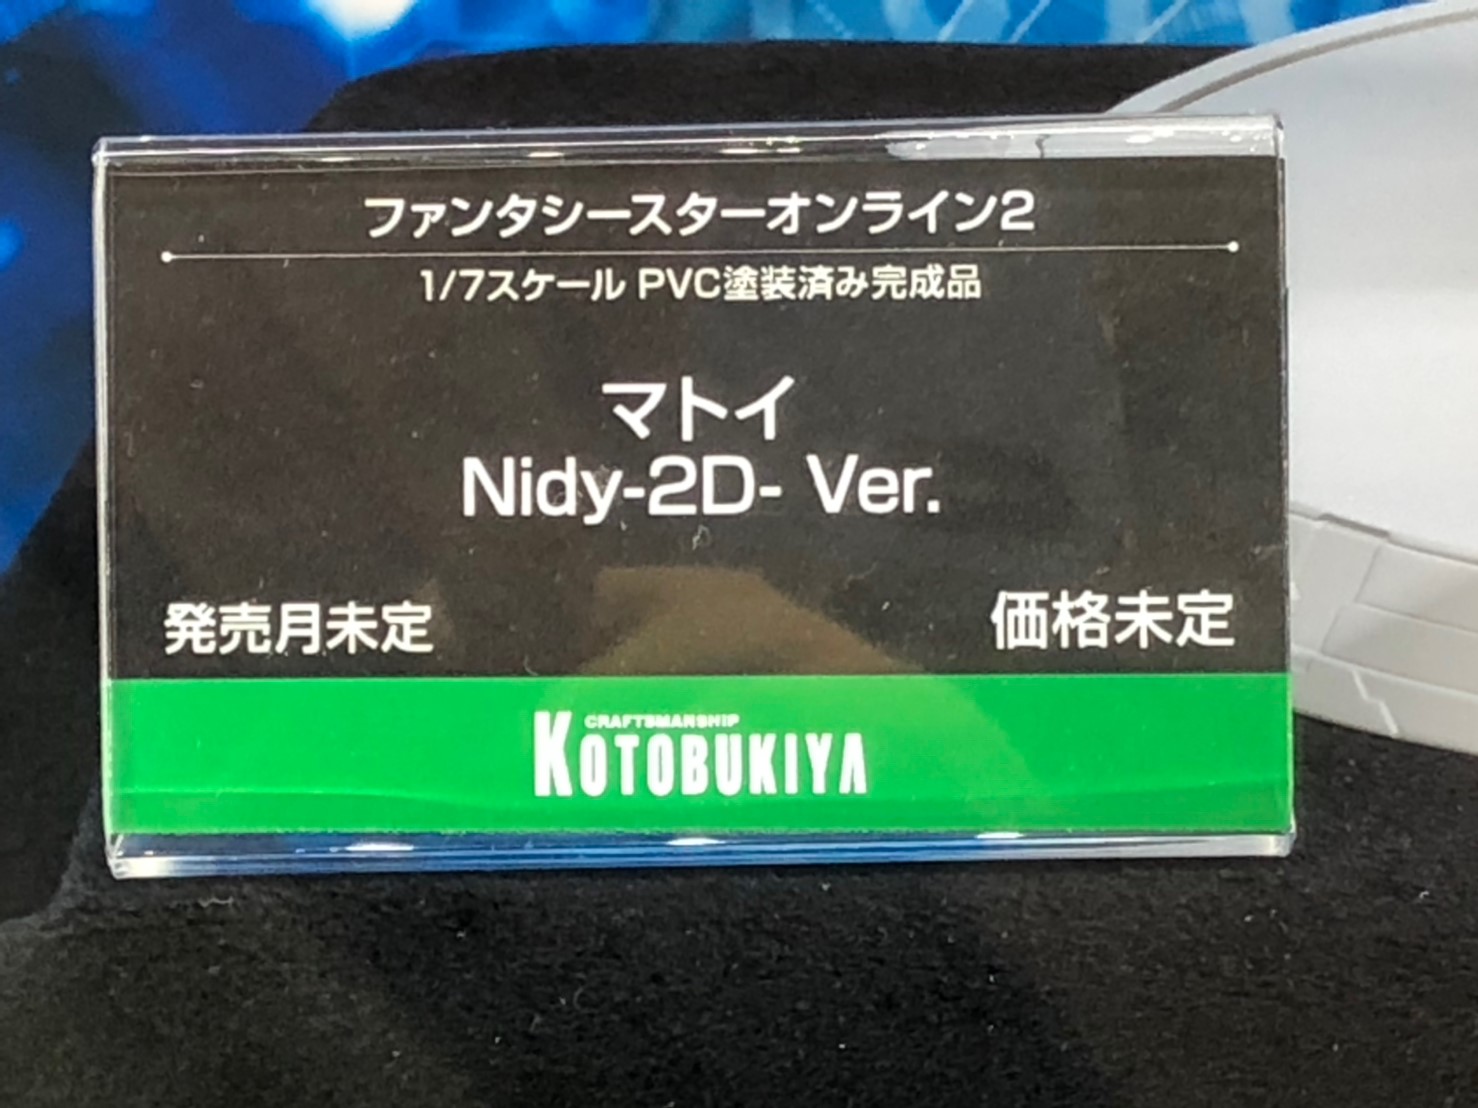 ファンタシースターオンライン2
1/7スケール PVC塗装済み完成品
マトイ
Nidy-2D- Ver.
発売月未定
価格未定
CRAFTSMANSHIP
KOTOBUKIYA